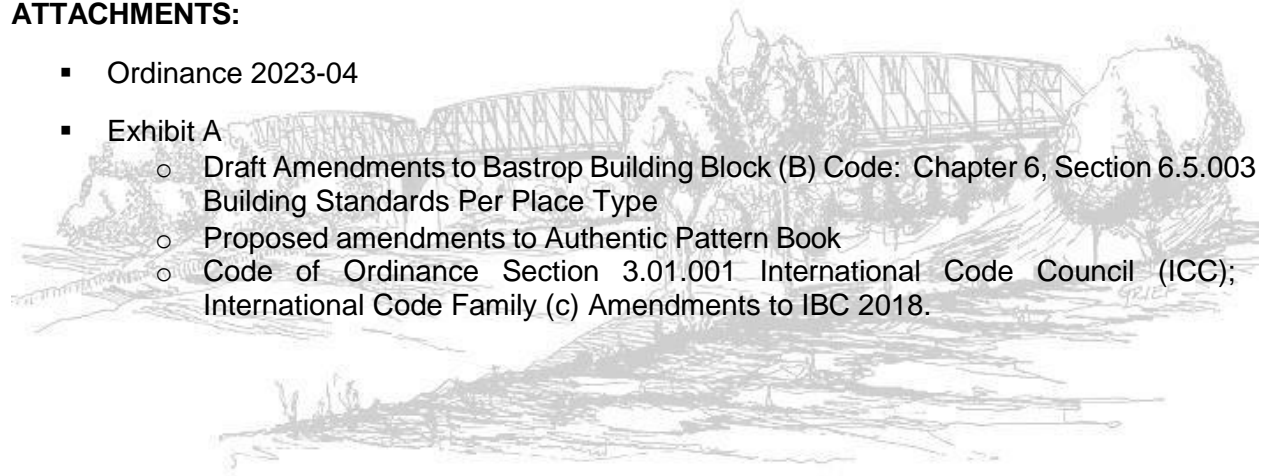 ATTACHMENTS:
▪ Ordinance 2023-04
▪ Exhibit A
o Draft Amendments to Bastrop Building Block (B) Code: Chapter 6, Section 6.5.003
Building Standards Per Place Type
o Proposed amendments to Authentic Pattern Book
o Code of Ordinance Section 3.01.001 International Code Council (ICC);
International Code Family (c) Amendments to IBC 2018.